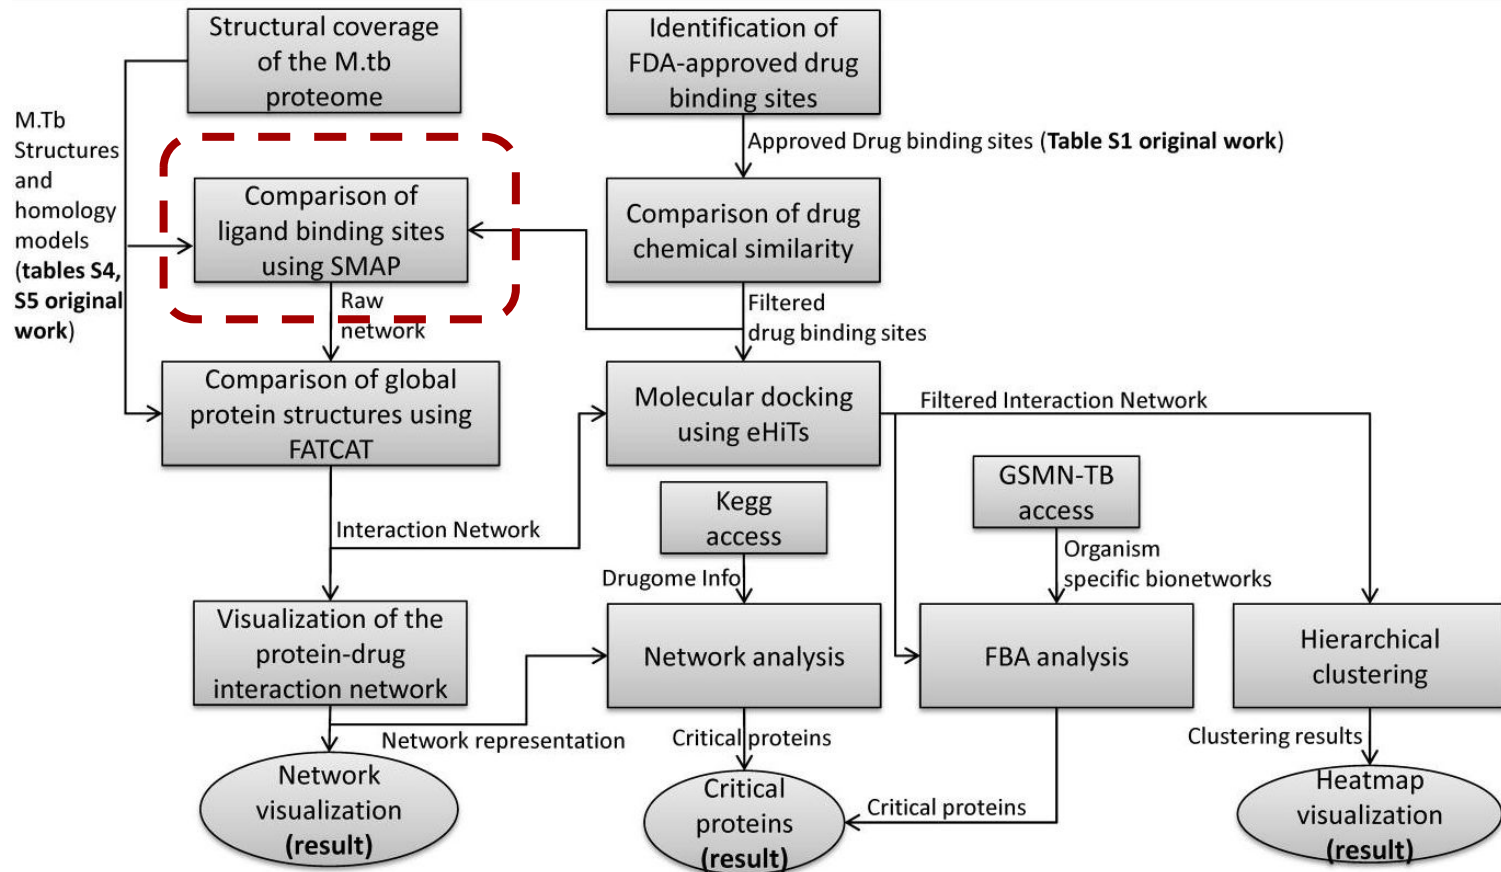 Structural coverage
of the M.tb
proteome
Identification of
FDA-approved drug
binding sites
M.Tb
Structures
and
homology
models
(tables S4,
S5 original
work)
Approved Drug binding sites (Table S1 original work)
Comparison of
ligand binding sites
using SMAP
Comparison of drug
chemical similarity
Raw
network
Filtered
drug binding sites
Comparison of global
protein structures using
FATCAT
Molecular docking
using eHiTs
Filtered Interaction Network
Interaction Network
Kegg
access
GSMN-TB
access
Drugome Info
Organism
specific bionetworks
Visualization of the
protein-drug
interaction network
Network analysis
FBA analysis
Hierarchical
clustering
Network representation
Critical proteins
Clustering results
Network
visualization
(result)
Critical
proteins
(result)
Critical proteins
Heatmap
visualization
(result)